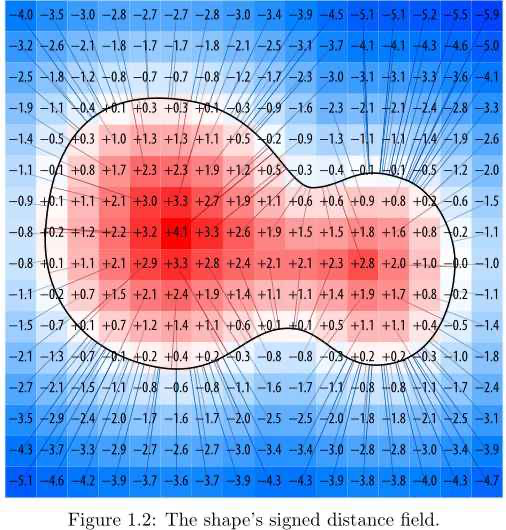 −4.0 −3.5 −3.0 −2.8 −2.7 −2.7 −2.8 −3.0 −3.4 −3.9 −4.5 −5.1 −5.1 −5.2 −5.5 −5.9
−3.2 −2.6 −2.1 −1.8 −1.7 −1.7 −1.8 −2.1 −2.5 −3.1 −3.7 −4.1 −4.1 −4.3 −4.6 −5.0
−2.5 −1.8 −1.2 −0.8 −0.7 −0.7 −0.8 −1.2 −1.7 −2.3 −3.0 −3.1 −3.1 −3.3 −3.6 −4.1
−1.9 −1.1 −0.4 +0.1 +0.3 +0.3 +0.1 −0.3 −0.9 −1.6 −2.3 −2.1 −2.1 −2.4 −2.8 −3.3
−1.4 −0.5 +0.3 +1.0 +1.3 +1.3 +1.1 +0.5 −0.2 −0.9 −1.3 −1.1 −1.1 −1.4 −1.9 −2.6
−1.1 −0.1 +0.8 +1.7 +2.3 +2.3 +1.9 +1.2 +0.5 −0.3 −0.4 −0.1 −0.1 −0.5 −1.2 −2.0
−0.9 +0.1 +1.1 +2.1 +3.0 +3.3 +2.7 +1.9 +1.1 +0.6 +0.6 +0.9 +0.8 +0.2 −0.6 −1.5
−0.8 +0.2 +1.2 +2.2 +3.2 +4.1 +3.3 +2.6 +1.9 +1.5 +1.6 +1.8 +1.6 +0.8 −0.2 −1.1
−0.8 +0.1 +1.1 +2.1 +2.9 +3.3 +2.8 +2.4 +2.1 +2.1 +2.3 +2.8 +2.0 +1.0 −0.0 −1.0
−1.1 −0.2 +0.7 +1.5 +2.1 +2.4 +1.9 +1.4 +1.1 +1.1 +1.4 +1.9 +1.7 +0.8 −0.2 −1.1
−1.5 −0.7 +0.1 +0.7 +1.2 +1.4 +1.1 +0.6 +0.1 +0.1 +0.5 +1.1 +1.1 +0.4 −0.5 −1.4
−2.1 −1.3 −0.7 −0.1 +0.2 +0.4 +0.2 −0.3 −0.8 −0.8 −0.3 +0.2 +0.2 −0.3 −1.0 −1.8
−2.7 −2.1 −1.5 −1.1 −0.8 −0.6 −0.8 −1.1 −1.6 −1.7 −1.2 −0.8 −0.8 −1.1 −1.7 −2.4
−3.5 −2.9 −2.4 −2.0 −1.7 −1.6 −1.7 −2.0 −2.5 −2.6 −2.1 −1.8 −1.8 −2.1 −2.5 −3.1
−4.3 −3.7 −3.3 −2.9 −2.7 −2.6 −2.7 −2.9 −3.4 −3.4 −3.0 −2.8 −2.8 −3.0 −3.4 −3.9
−5.1 −4.6 −4.2 −3.9 −3.7 −3.6 −3.7 −3.9 −4.3 −4.3 −3.9 −3.8 −3.8 −3.9 −4.3 −4.7
Figure 1.2: The shape's signed distance field.